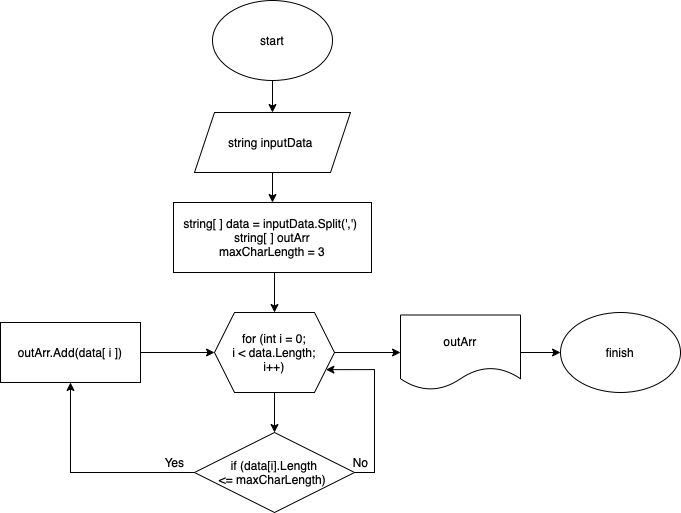 start
string inputData
string[ ] data = inputData.Split(',')
string[ ] outArr
maxCharLength = 3
outArr.Add(data[ i ])
for (int i = 0;
i < data.Length;
i++)
outArr
finish
Yes
if (data[i].Length
<= maxCharLength)
No